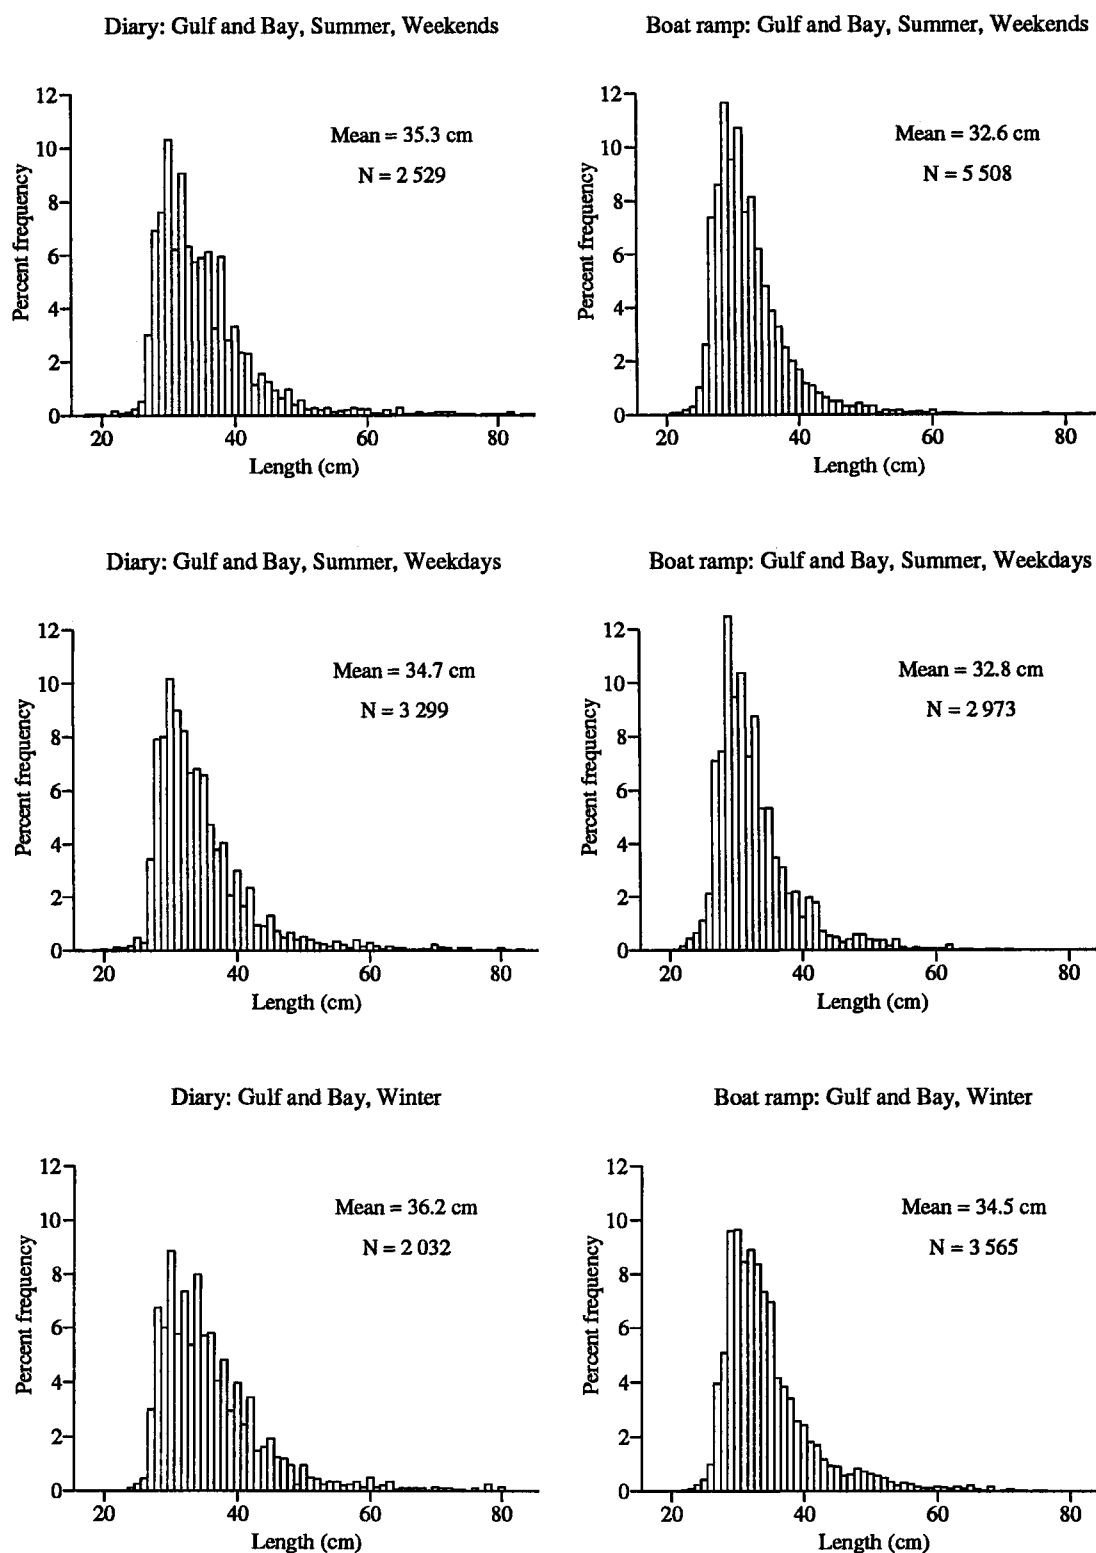 Diary: Gulf and Bay, Summer, Weekends
12
10
8
6
4
2
0
Percent frequency
Mean = 35.3 cm
N = 2 529
20 40 60 80
Length (cm)
Boat ramp: Gulf and Bay, Summer, Weekends
12
10
8
6
4
2
0
Percent frequency
Mean = 32.6 cm
N = 5 508
20 40 60 80
Length (cm)
Diary: Gulf and Bay, Summer, Weekdays
12
10
8
6
4
2
0
Percent frequency
Mean = 34.7 cm
N = 3 299
20 40 60 80
Length (cm)
Boat ramp: Gulf and Bay, Summer, Weekdays
12
10
8
6
4
2
0
Percent frequency
Mean = 32.8 cm
N = 2 973
20 40 60 80
Length (cm)
Diary: Gulf and Bay, Winter
12
10
8
6
4
2
0
Percent frequency
Mean = 36.2 cm
N = 2 032
20 40 60 80
Length (cm)
Boat ramp: Gulf and Bay, Winter
12
10
8
6
4
2
0
Percent frequency
Mean = 34.5 cm
N = 3 565
20 40 60 80
Length (cm)